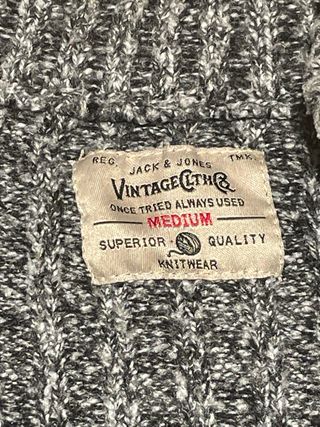 REG. JACK & JONES TMK.
VINTAGE CLTH Co
ONCE TRIED ALWAYS USED
MEDIUM
SUPERIOR QUALITY
KNITWEAR